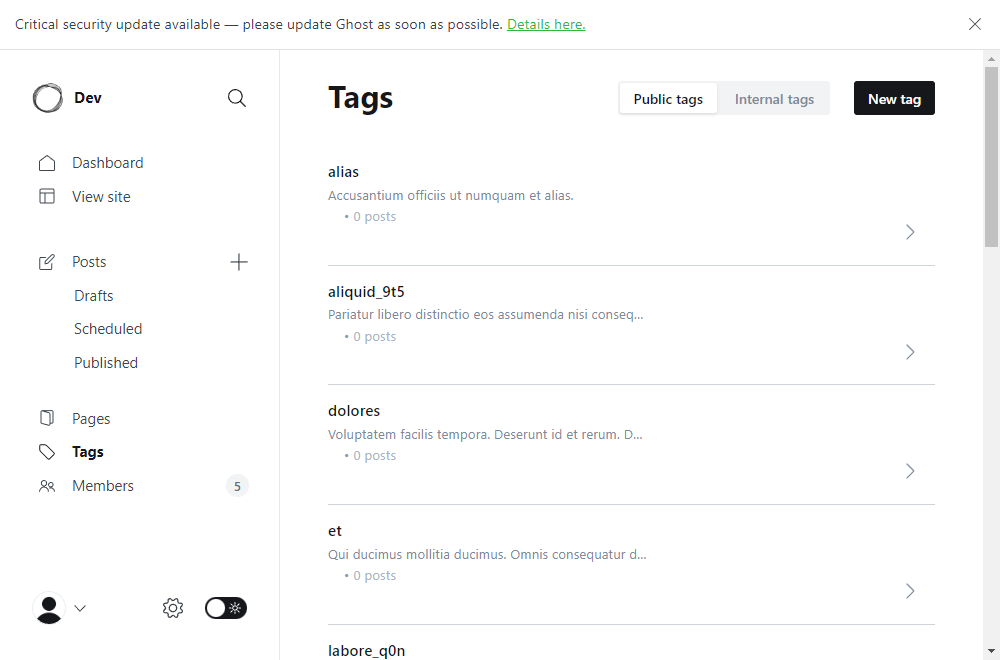 Critical security update available — please update Ghost as soon as possible. Details here.
Dev
Dashboard
View site
Posts
Drafts
Scheduled
Published
Pages
Tags
Members 5
Tags
Public tags
Internal tags
New tag
alias
Accusantium officiis ut numquam et alias.
• 0 posts
aliquid_9t5
Pariatur libero distinctio eos assumenda nisi conseq...
• 0 posts
dolores
Voluptatem facilis tempora. Deserunt id et rerum. D...
• 0 posts
et
Qui ducimus mollitia ducimus. Omnis consequatur d...
• 0 posts
labore_q0n